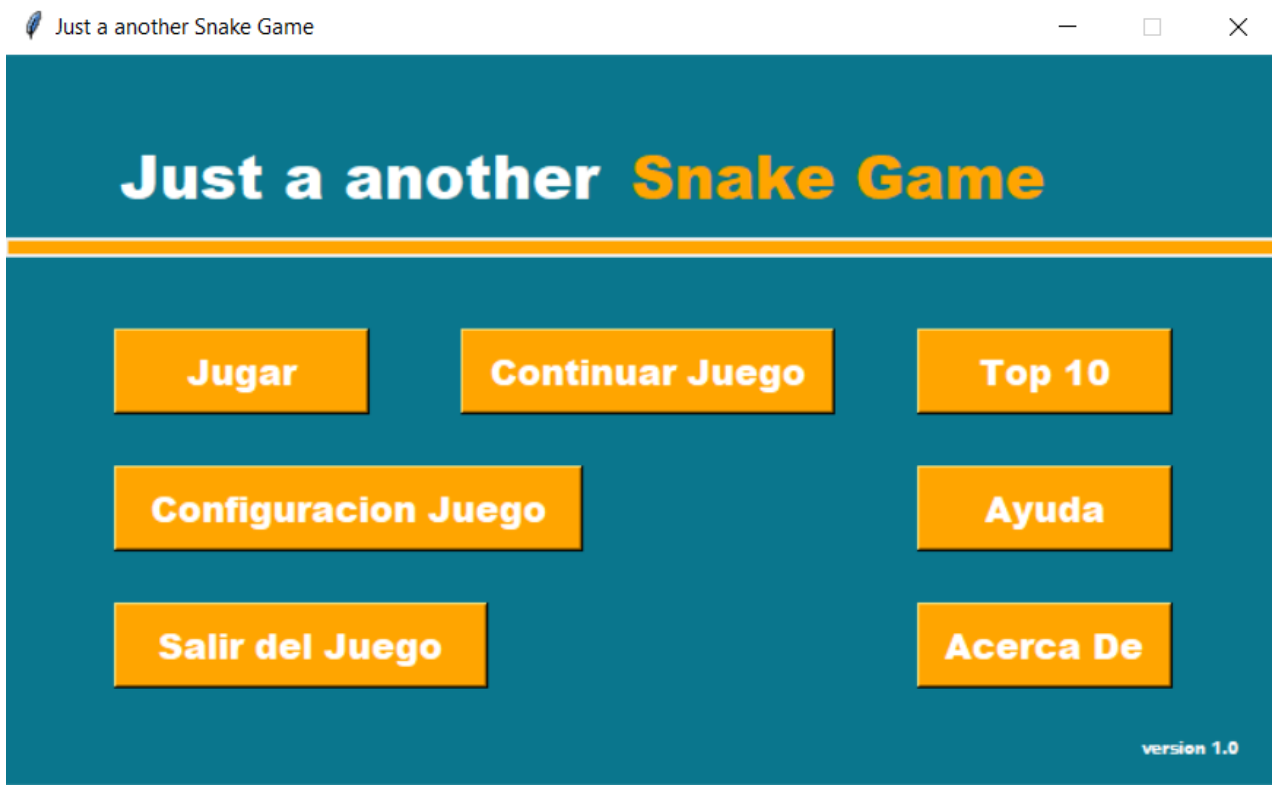 Just a another Snake Game
Just a another Snake Game
Jugar
Continuar Juego
Top 10
Configuracion Juego
Ayuda
Salir del Juego
Acerca De
version 1.0